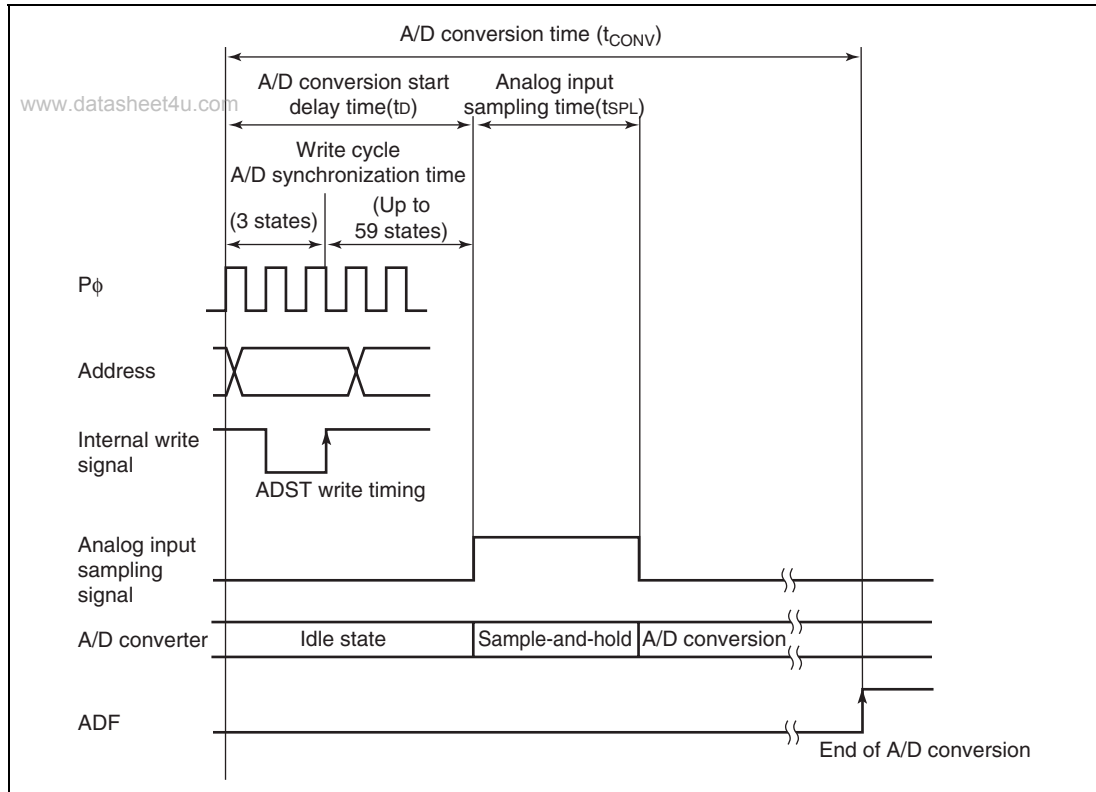 A/D conversion time (tCONV)
www.datasheet4u.com
A/D conversion start
delay time(tD)
Analog input
sampling time(tSPL)
Write cycle
A/D synchronization time
(3 states)
(Up to
59 states)
Pϕ
Address
Internal write
signal
ADST write timing
Analog input
sampling
signal
A/D converter
Idle state
Sample-and-hold
A/D conversion
ADF
End of A/D conversion